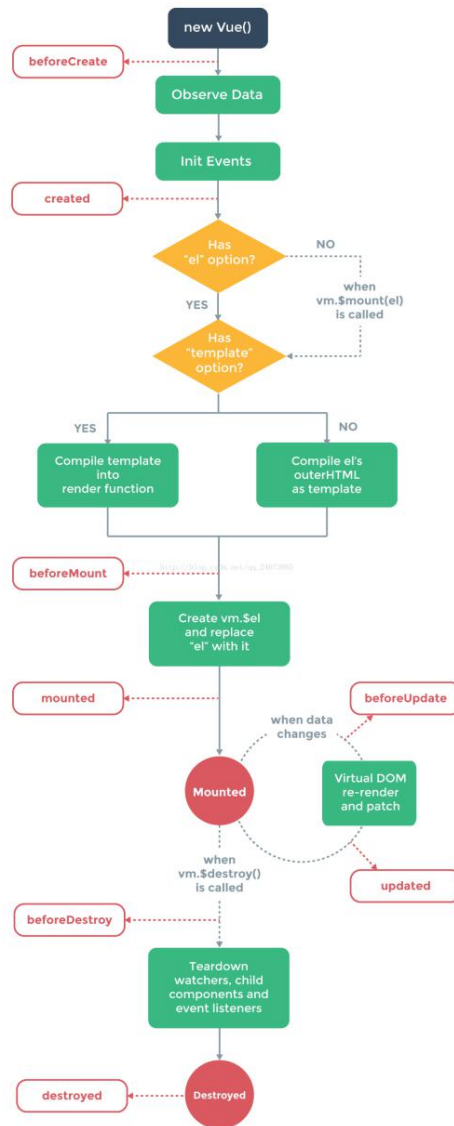 new Vue()
beforeCreate
Observe Data
Init Events
created
Has
"el" option?
NO
when
vm.$mount(el)
is called
YES
Has
"template"
option?
YES
NO
Compile template
into
render function
Compile el's
outerHTML
as template
beforeMount
Create vm.$el
and replace
"el" with it
mounted
beforeUpdate
when data
changes
Mounted
Virtual DOM
re-render
and patch
updated
when
vm.$destroy()
is called
beforeDestroy
Teardown
watchers, child
components and
event listeners
destroyed
Destroyed